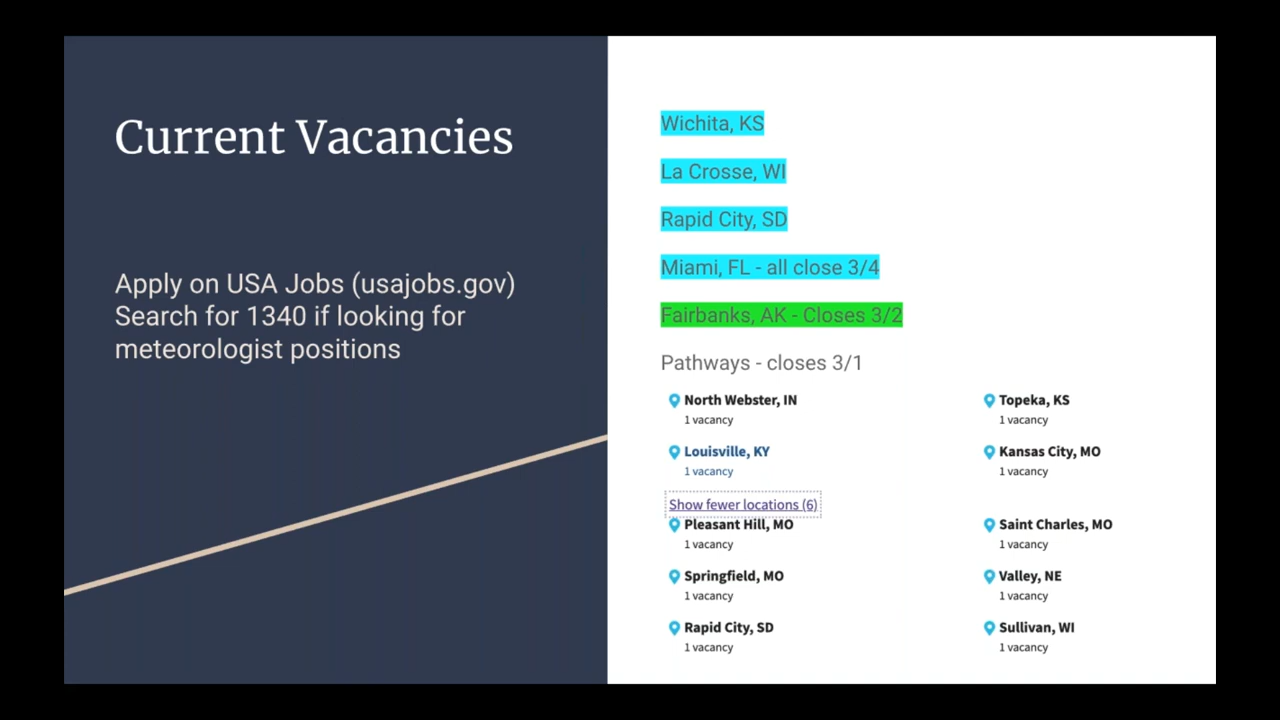 Current Vacancies
Apply on USA Jobs (usajobs.gov)
Search for 1340 if looking for
meteorologist positions
Wichita, KS
La Crosse, WI
Rapid City, SD
Miami, FL - all close 3/4
Fairbanks, AK - Closes 3/2
Pathways - closes 3/1
North Webster, IN
1 vacancy
Topeka, KS
1 vacancy
Louisville, KY
1 vacancy
Kansas City, MO
1 vacancy
Show fewer locations (6)
Pleasant Hill, MO
1 vacancy
Saint Charles, MO
1 vacancy
Springfield, MO
1 vacancy
Valley, NE
1 vacancy
Rapid City, SD
1 vacancy
Sullivan, WI
1 vacancy